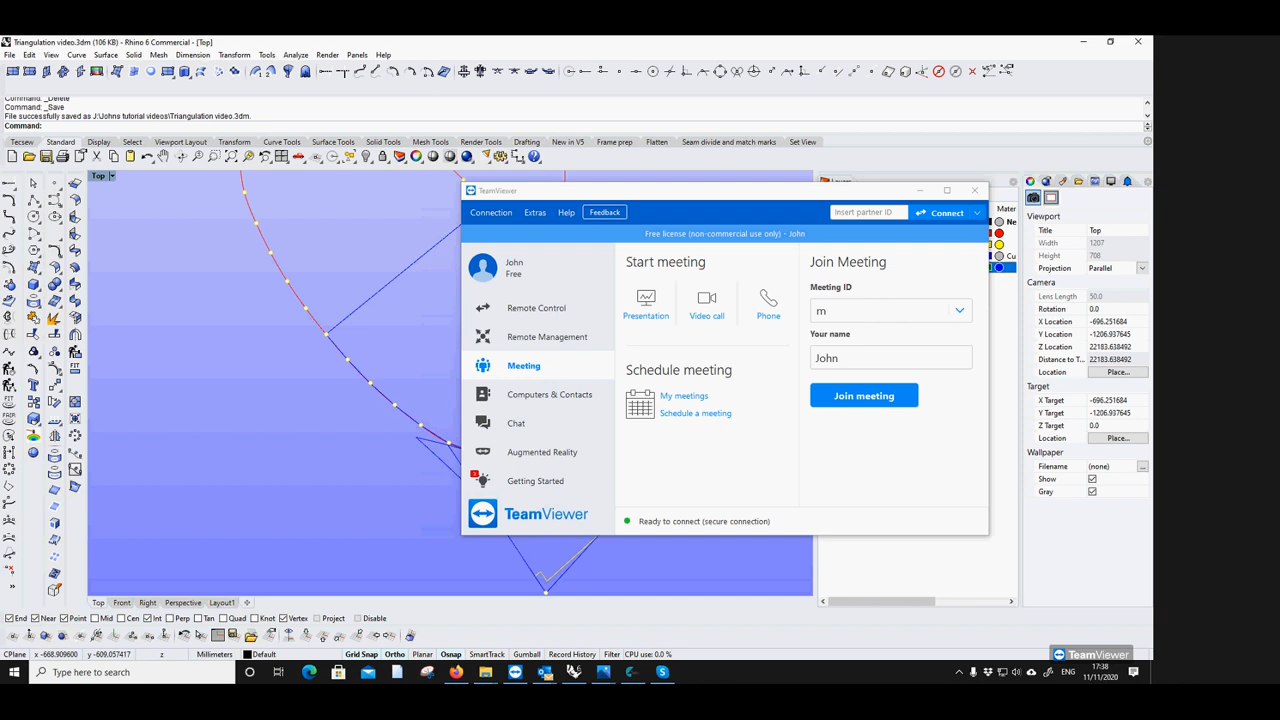 Triangulation video.3dm (106 KB) - Rhino 6 Commercial - [Top]
File Edit View Curve Surface Solid Mesh Dimension Transform Tools Analyze Render Panels Help
Command: _Delete
Command: _Save
File successfully saved as J:\Johns tutorial videos\Triangulation video.3dm.
Command:
Tecsew Standard Display Select Viewport Layout Transform Curve Tools Surface Tools Solid Tools Mesh Tools Render Tools Drafting New in V5 Frame prep Flatten Seam divide and match marks Set View
Top
TeamViewer
Connection Extras Help Feedback
Insert partner ID
Connect
Free license (non-commercial use only) - John
John
Free
Remote Control
Remote Management
Meeting
Computers & Contacts
Chat
Augmented Reality
Getting Started
TeamViewer
Start meeting
Presentation Video call Phone
Schedule meeting
My meetings
Schedule a meeting
Join Meeting
Meeting ID
m
Your name
John
Join meeting
Ready to connect (secure connection)
Mater
Ne
Cu
Viewport
Title Top
Width 1207
Height 708
Projection Parallel
Camera
Lens Length 50.0
Rotation 0.0
X Location -696.251684
Y Location -1206.937645
Z Location 22183.638492
Distance to T... 22183.638492
Location Place...
Target
X Target -696.251684
Y Target -1206.937645
Z Target 0.0
Location Place...
Wallpaper
Filename (none) ...
Show
Gray
FIT
FIT
FAIR
Top Front Right Perspective Layout1
End Near Point Mid Cen Int Perp Tan Quad Knot Vertex Project Disable
CPlane x -668.909600 y -609.057417 z Millimeters Default Grid Snap Ortho Planar Osnap SmartTrack Gumball Record History Filter CPU use: 0.0 %
TeamViewer
Type here to search
ENG
17:38
11/11/2020